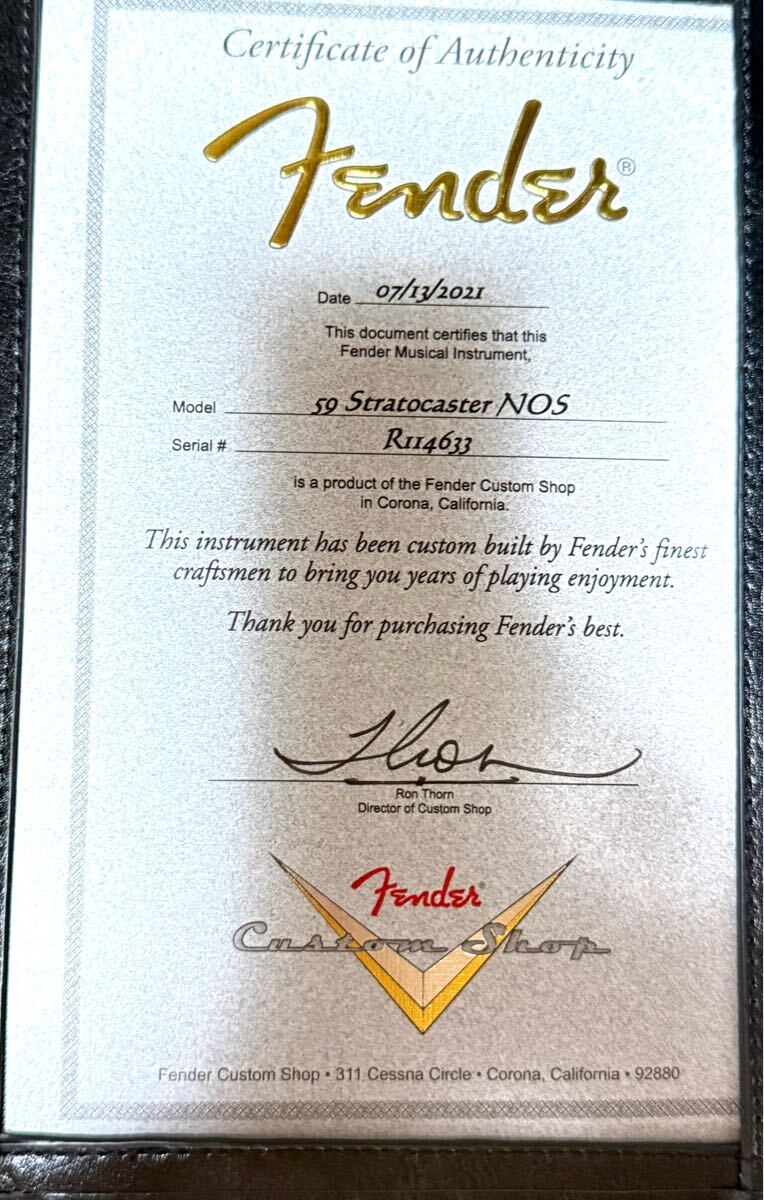 Certificate of Authenticity
Fender®
Date 07/13/2021
This document certifies that this
Fender Musical Instrument,
Model 59 Stratocaster NOS
Serial # R114633
is a product of the Fender Custom Shop
in Corona, California.
This instrument has been custom built by Fender's finest
craftsmen to bring you years of playing enjoyment.
Thank you for purchasing Fender's best.
Ron Thorn
Director of Custom Shop
Fender®
Custom Shop
Fender Custom Shop • 311 Cessna Circle • Corona, California • 92880